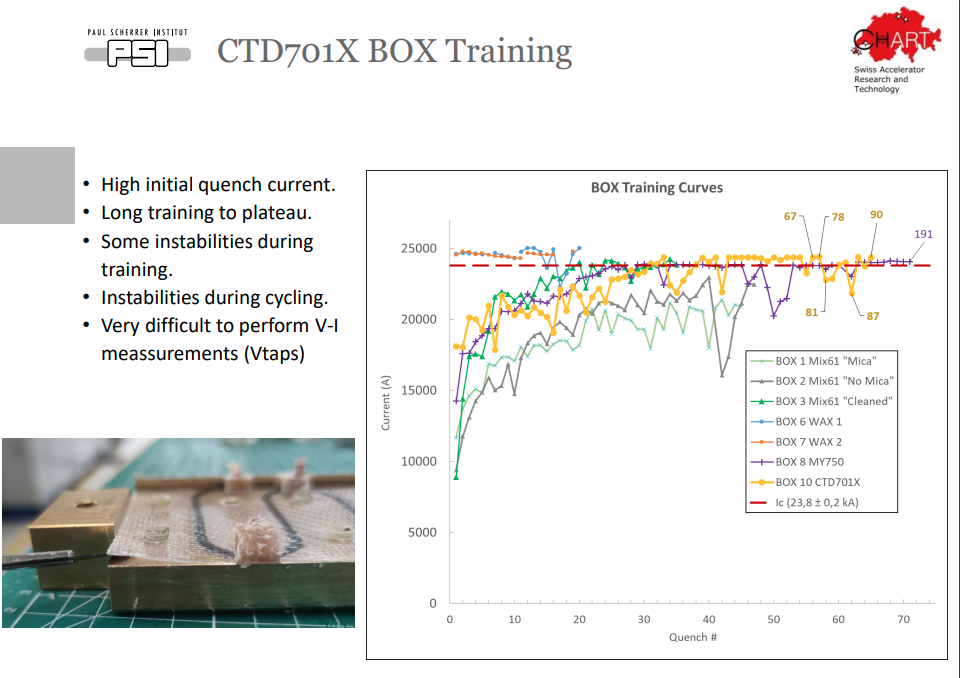 PAUL SCHERRER INSTITUT
PSI
CTD701X BOX Training
CHART
Swiss Accelerator
Research and
Technology
• High initial quench current.
• Long training to plateau.
• Some instabilities during
training.
• Instabilities during cycling.
• Very difficult to perform V-I
meassurements (Vtaps)
BOX Training Curves
67
78
90
191
81
87
25000
20000
15000
10000
5000
0
Current (A)
0 10 20 30 40 50 60 70
Quench #
BOX 1 Mix61 "Mica"
BOX 2 Mix61 "No Mica"
BOX 3 Mix61 "Cleaned"
BOX 6 WAX 1
BOX 7 WAX 2
BOX 8 MY750
BOX 10 CTD701X
Ic (23,8 ± 0,2 kA)